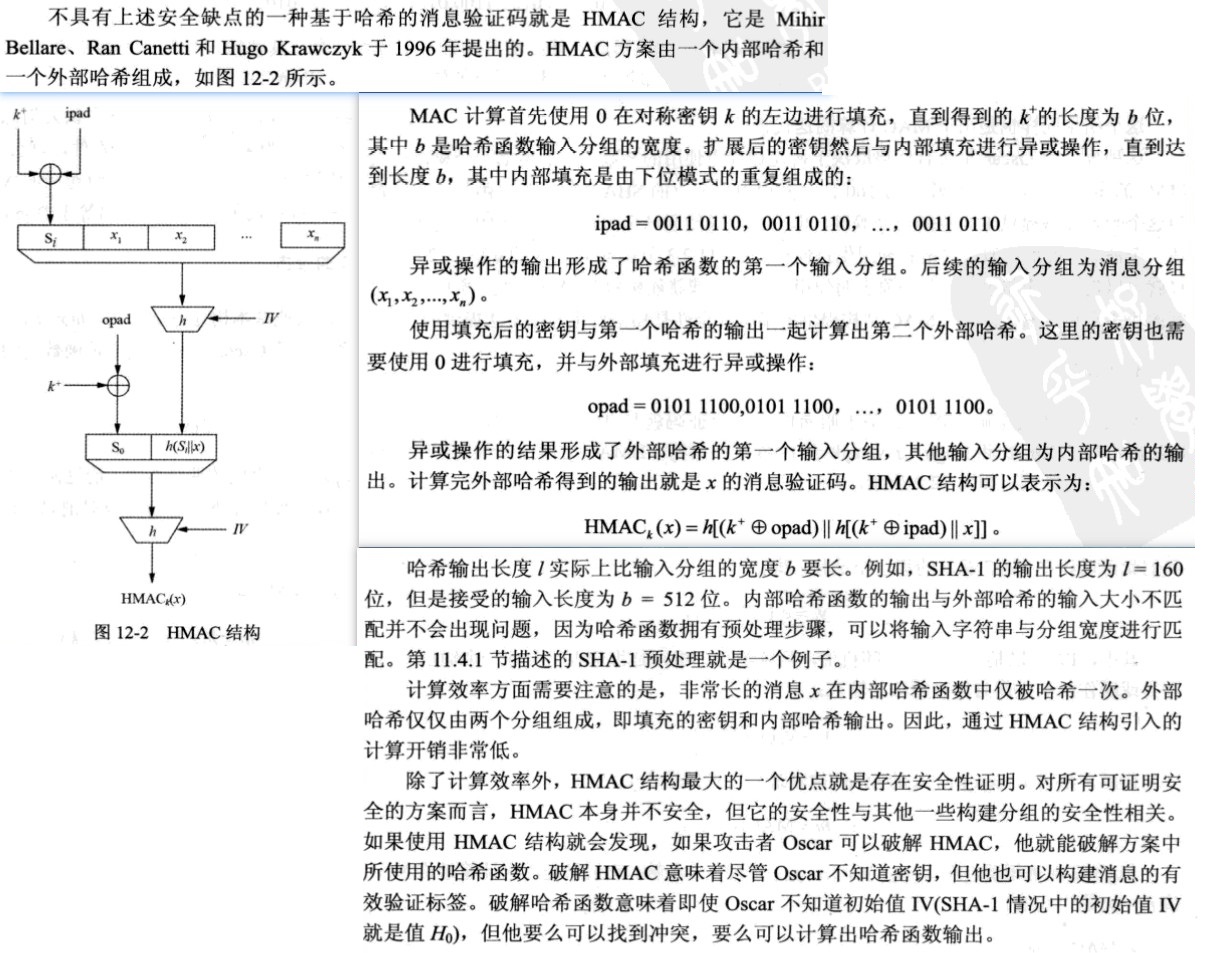 不具有上述安全缺点的一种基于哈希的消息验证码就是 HMAC 结构，它是 Mihir
Bellare、Ran Canetti 和 Hugo Krawczyk 于 1996 年提出的。HMAC 方案由一个内部哈希和
一个外部哈希组成，如图 12-2 所示。
k⁺ ipad
Sᵢ x₁ x₂ … xₙ
h IV
opad
k⁺
Sₒ h(Sᵢ||x)
h IV
HMACₖ(x)
图 12-2 HMAC 结构
MAC 计算首先使用 0 在对称密钥 k 的左边进行填充，直到得到的 k⁺的长度为 b 位，
其中 b 是哈希函数输入分组的宽度。扩展后的密钥然后与内部填充进行异或操作，直到达
到长度 b，其中内部填充是由下位模式的重复组成的：
ipad = 0011 0110，0011 0110，…，0011 0110
异或操作的输出形成了哈希函数的第一个输入分组。后续的输入分组为消息分组
(x₁,x₂,...,xₙ)。
使用填充后的密钥与第一个哈希的输出一起计算出第二个外部哈希。这里的密钥也需
要使用 0 进行填充，并与外部填充进行异或操作：
opad = 0101 1100,0101 1100，…，0101 1100。
异或操作的结果形成了外部哈希的第一个输入分组，其他输入分组为内部哈希的输
出。计算完外部哈希得到的输出就是 x 的消息验证码。HMAC 结构可以表示为：
HMACₖ(x) = h[(k⁺ ⊕ opad) || h[(k⁺ ⊕ ipad) || x]]。
哈希输出长度 l 实际上比输入分组的宽度 b 要长。例如，SHA-1 的输出长度为 l = 160
位，但是接受的输入长度为 b = 512 位。内部哈希函数的输出与外部哈希的输入大小不匹
配并不会出现问题，因为哈希函数拥有预处理步骤，可以将输入字符串与分组宽度进行匹
配。第 11.4.1 节描述的 SHA-1 预处理就是一个例子。
计算效率方面需要注意的是，非常长的消息 x 在内部哈希函数中仅被哈希一次。外部
哈希仅仅由两个分组组成，即填充的密钥和内部哈希输出。因此，通过 HMAC 结构引入的
计算开销非常低。
除了计算效率外，HMAC 结构最大的一个优点就是存在安全性证明。对所有可证明安
全的方案而言，HMAC 本身并不安全，但它的安全性与其他一些构建分组的安全性相关。
如果使用 HMAC 结构就会发现，如果攻击者 Oscar 可以破解 HMAC，他就能破解方案中
所使用的哈希函数。破解 HMAC 意味着尽管 Oscar 不知道密钥，但他也可以构建消息的有
效验证标签。破解哈希函数意味着即使 Oscar 不知道初始值 IV(SHA-1 情况中的初始值 IV
就是值 H₀)，但他要么可以找到冲突，要么可以计算出哈希函数输出。